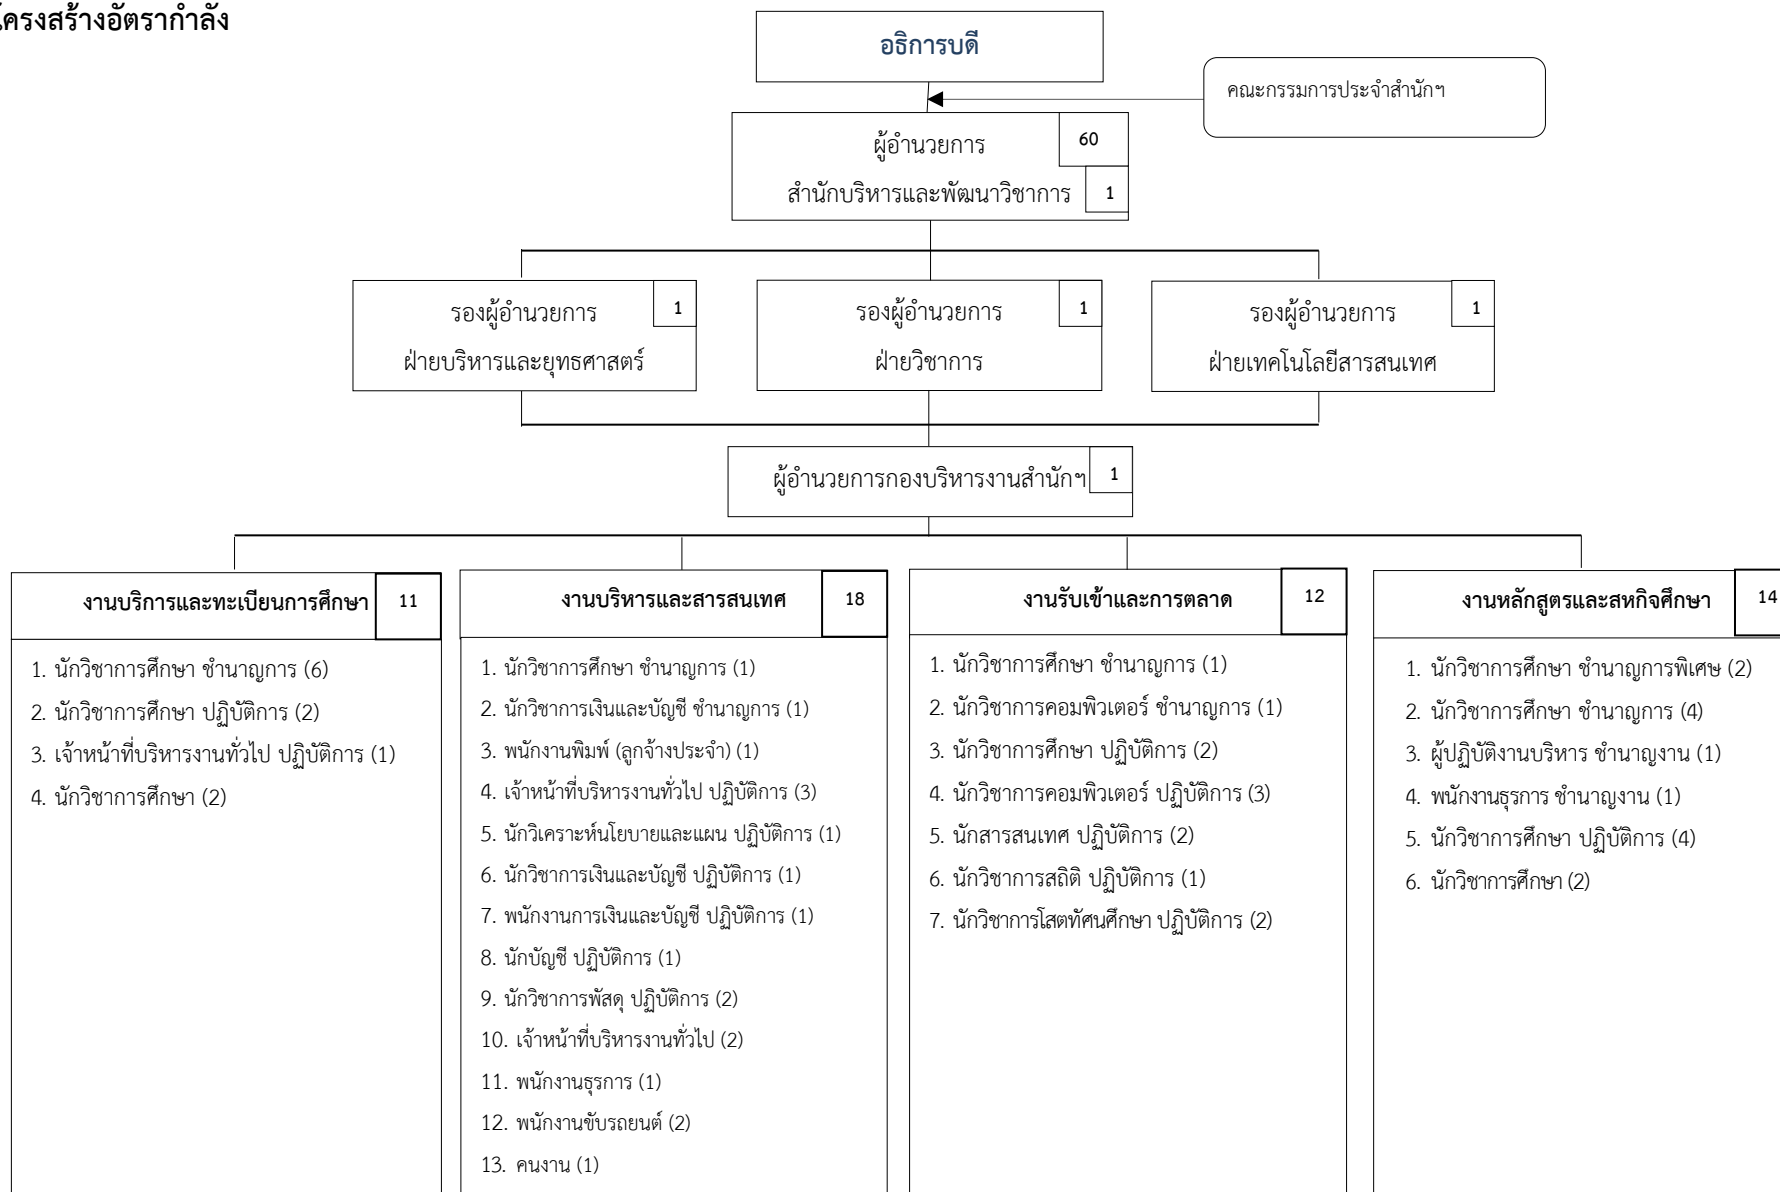 โครงสร้างอัตรากำลัง
อธิการบดี
คณะกรรมการประจำสำนักฯ
ผู้อำนวยการ
60
สำนักบริหารและพัฒนาวิชาการ
1
รองผู้อำนวยการ
1
ฝ่ายบริหารและยุทธศาสตร์
รองผู้อำนวยการ
1
ฝ่ายวิชาการ
รองผู้อำนวยการ
1
ฝ่ายเทคโนโลยีสารสนเทศ
ผู้อำนวยการกองบริหารงานสำนักฯ
1
งานบริการและทะเบียนการศึกษา
11
1. นักวิชาการศึกษา ชำนาญการ (6)
2. นักวิชาการศึกษา ปฏิบัติการ (2)
3. เจ้าหน้าที่บริหารงานทั่วไป ปฏิบัติการ (1)
4. นักวิชาการศึกษา (2)
งานบริหารและสารสนเทศ
18
1. นักวิชาการศึกษา ชำนาญการ (1)
2. นักวิชาการเงินและบัญชี ชำนาญการ (1)
3. พนักงานพิมพ์ (ลูกจ้างประจำ) (1)
4. เจ้าหน้าที่บริหารงานทั่วไป ปฏิบัติการ (3)
5. นักวิเคราะห์นโยบายและแผน ปฏิบัติการ (1)
6. นักวิชาการเงินและบัญชี ปฏิบัติการ (1)
7. พนักงานการเงินและบัญชี ปฏิบัติการ (1)
8. นักบัญชี ปฏิบัติการ (1)
9. นักวิชาการพัสดุ ปฏิบัติการ (2)
10. เจ้าหน้าที่บริหารงานทั่วไป (2)
11. พนักงานธุรการ (1)
12. พนักงานขับรถยนต์ (2)
13. คนงาน (1)
งานรับเข้าและการตลาด
12
1. นักวิชาการศึกษา ชำนาญการ (1)
2. นักวิชาการคอมพิวเตอร์ ชำนาญการ (1)
3. นักวิชาการศึกษา ปฏิบัติการ (2)
4. นักวิชาการคอมพิวเตอร์ ปฏิบัติการ (3)
5. นักสารสนเทศ ปฏิบัติการ (2)
6. นักวิชาการสถิติ ปฏิบัติการ (1)
7. นักวิชาการโสตทัศนศึกษา ปฏิบัติการ (2)
งานหลักสูตรและสหกิจศึกษา
14
1. นักวิชาการศึกษา ชำนาญการพิเศษ (2)
2. นักวิชาการศึกษา ชำนาญการ (4)
3. ผู้ปฏิบัติงานบริหาร ชำนาญงาน (1)
4. พนักงานธุรการ ชำนาญงาน (1)
5. นักวิชาการศึกษา ปฏิบัติการ (4)
6. นักวิชาการศึกษา (2)